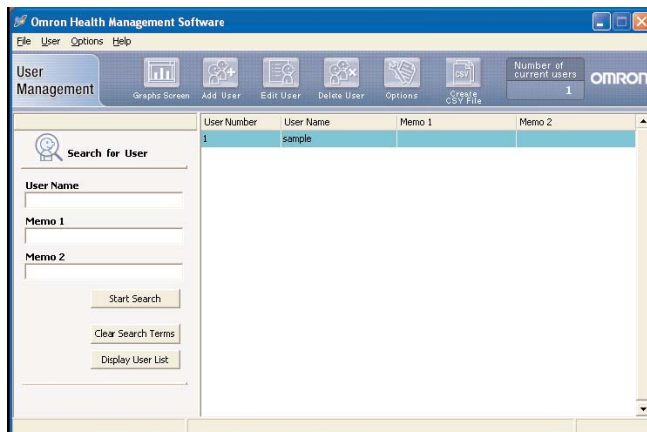 Omron Health Management Software
File User Options Help
User Management
Graphs Screen
Add User
Edit User
Delete User
Options
CSV
Create CSV File
Number of current users
1
OMRON
User Number User Name Memo 1 Memo 2
1 sample
Search for User
User Name
Memo 1
Memo 2
Start Search
Clear Search Terms
Display User List